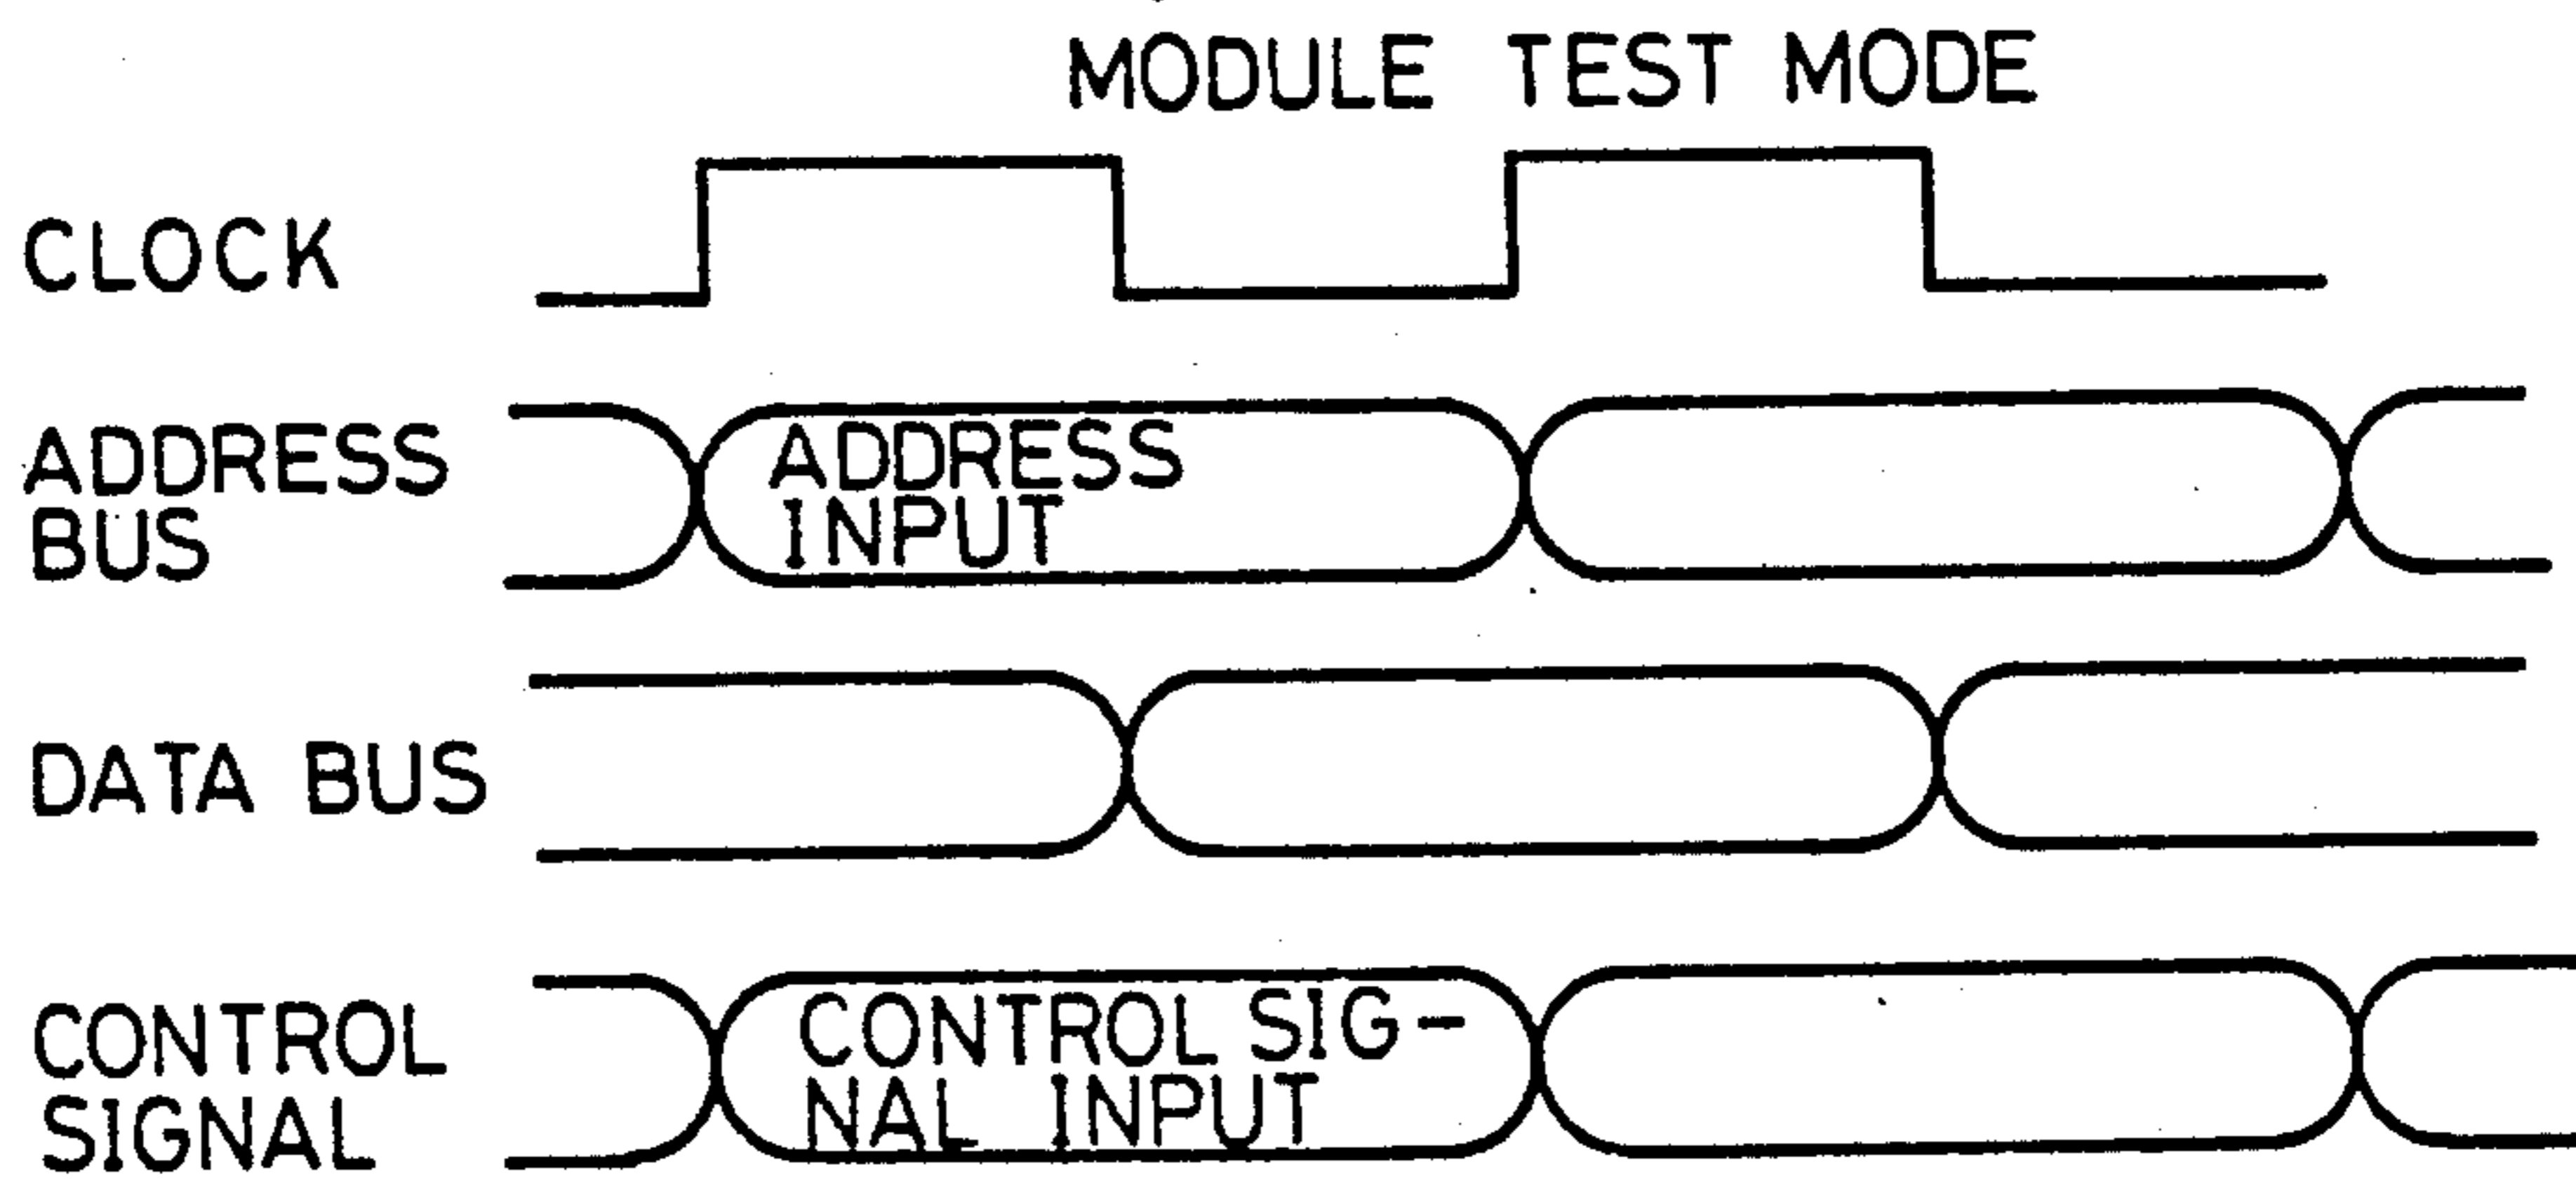 MODULE TEST MODE
CLOCK
ADDRESS
BUS
ADDRESS
INPUT
DATA BUS
CONTROL
SIGNAL
CONTROL SIG-
NAL INPUT